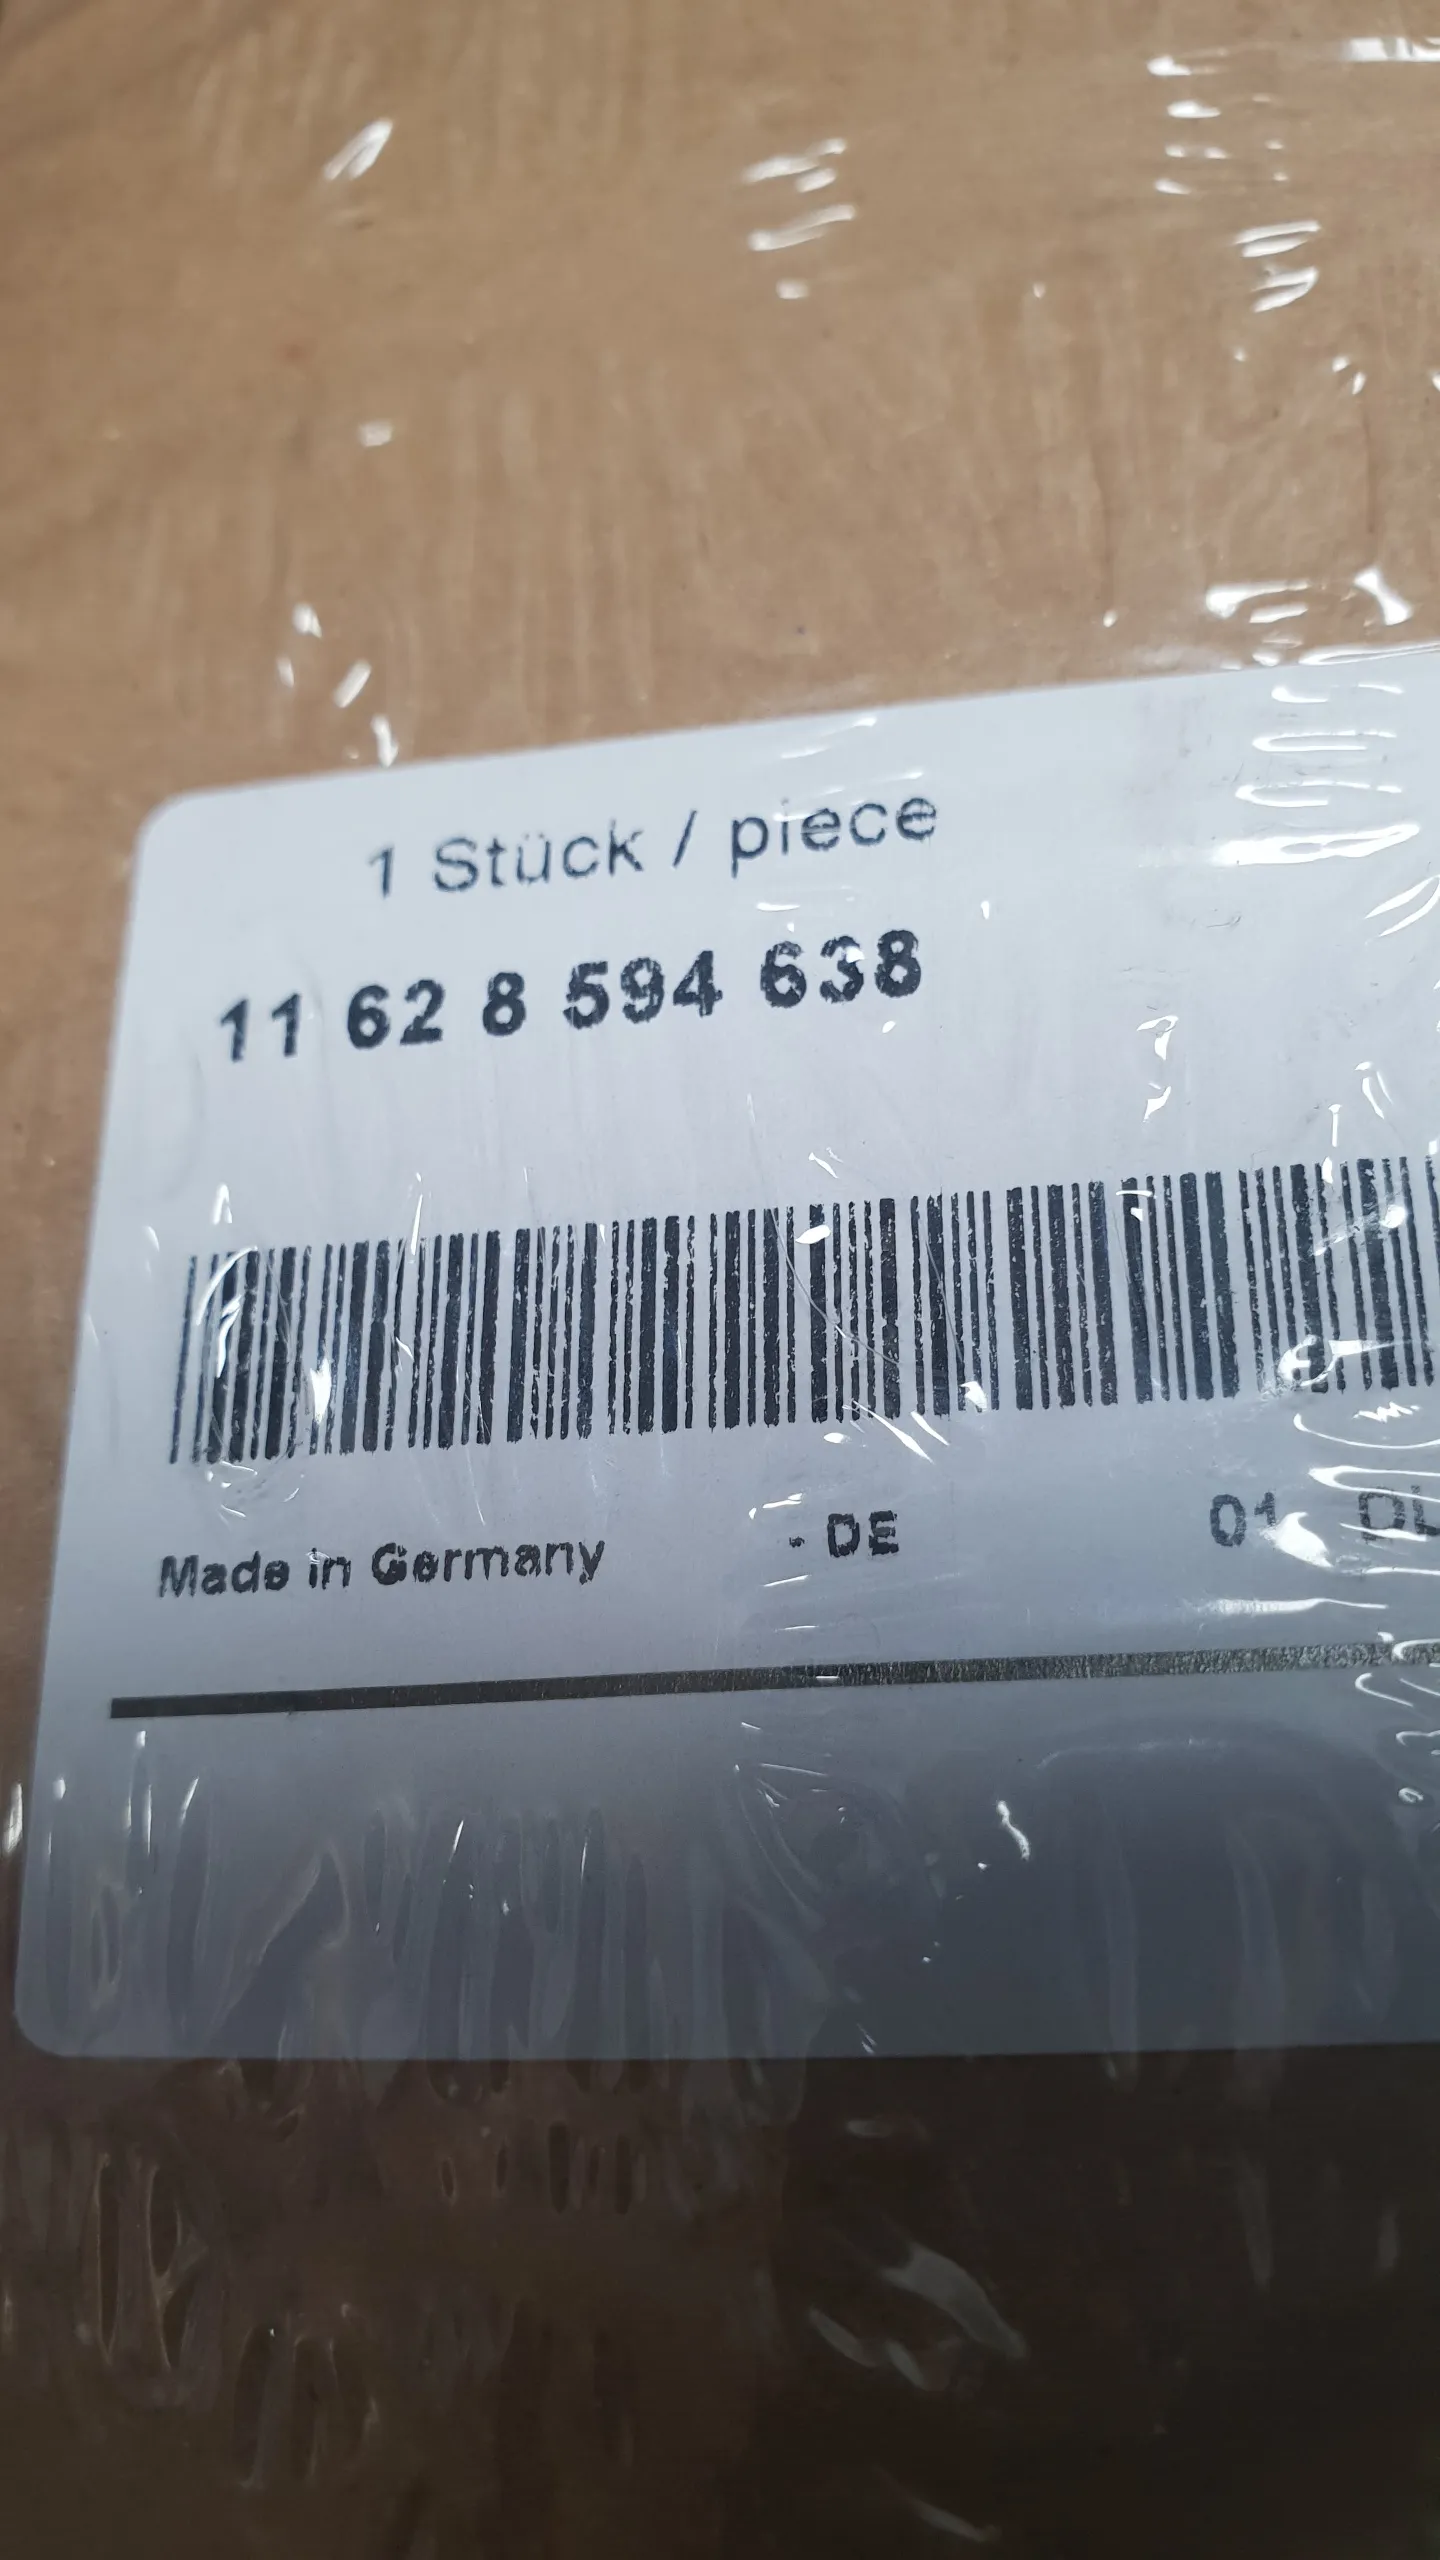 1 Stück / piece
11 62 8 594 638
Made in Germany - DE 01